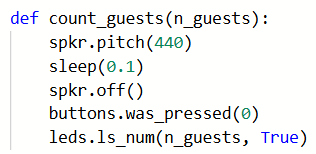 def count_guests(n_guests):
    spkr.pitch(440)
    sleep(0.1)
    spkr.off()
    buttons.was_pressed(0)
    leds.ls_num(n_guests, True)